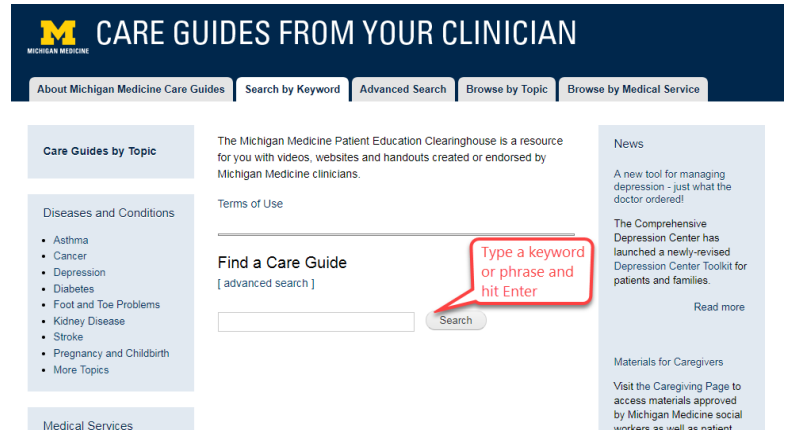 M
MICHIGAN MEDICINE
CARE GUIDES FROM YOUR CLINICIAN
About Michigan Medicine Care Guides
Search by Keyword
Advanced Search
Browse by Topic
Browse by Medical Service
Care Guides by Topic
Diseases and Conditions
• Asthma
• Cancer
• Depression
• Diabetes
• Foot and Toe Problems
• Kidney Disease
• Stroke
• Pregnancy and Childbirth
• More Topics
Medical Services
The Michigan Medicine Patient Education Clearinghouse is a resource
for you with videos, websites and handouts created or endorsed by
Michigan Medicine clinicians.
Terms of Use
Find a Care Guide
[ advanced search ]
Type a keyword
or phrase and
hit Enter
Search
News
A new tool for managing
depression - just what the
doctor ordered!
The Comprehensive
Depression Center has
launched a newly-revised
Depression Center Toolkit for
patients and families.
Read more
Materials for Caregivers
Visit the Caregiving Page to
access materials approved
by Michigan Medicine social
workers as well as patient